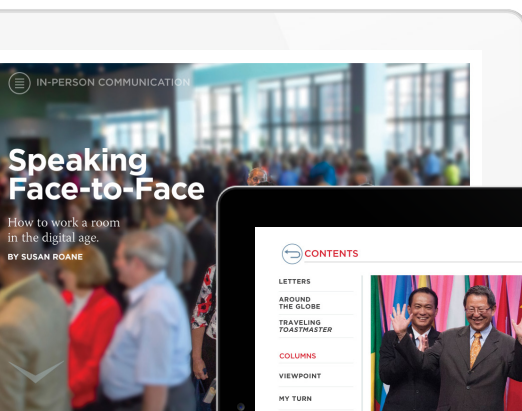 IN-PERSON COMMUNICATION
Speaking
Face-to-Face
How to work a room
in the digital age.
BY SUSAN ROANE
CONTENTS
LETTERS
AROUND
THE GLOBE
TRAVELING
TOASTMASTER
COLUMNS
VIEWPOINT
MY TURN